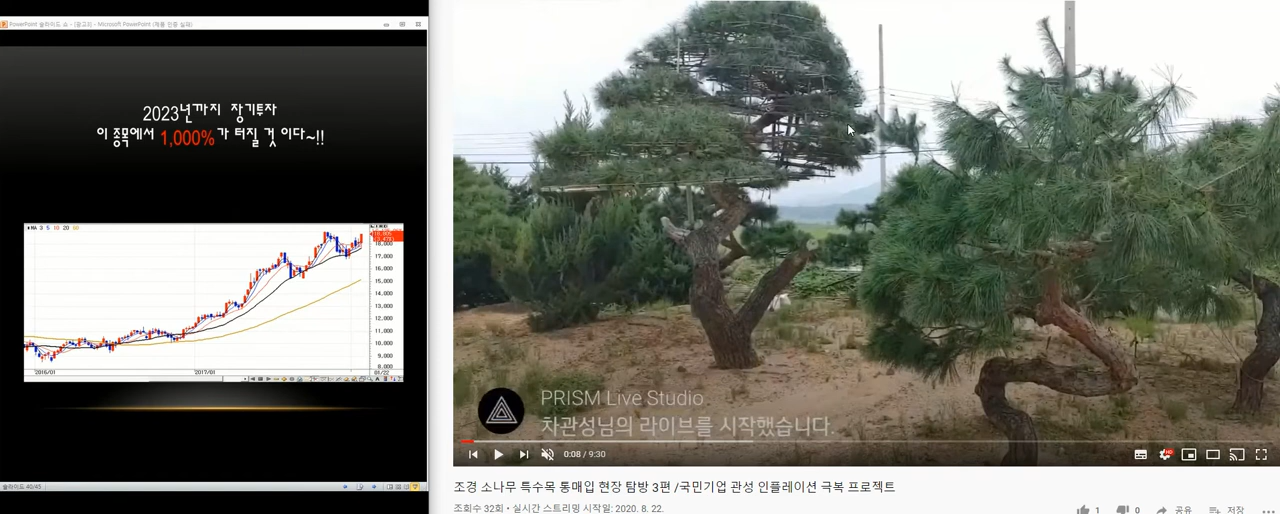 PowerPoint 슬라이드 쇼 - [광고리 - Microsoft PowerPoint (제품 인증 실패)
2023년까지 장기투자
이 종목에서 1,000%가 터질 것 이다~!!
MA 3 5 10 20 60
18,000
17,000
16,000
15,000
14,000
13,000
12,000
11,000
10,000
9,000
8,000
2016/01
2017/01
01/22
슬라이드 40/45
PRISM Live Studio
차관성님의 라이브를 시작했습니다.
0:08 / 9:30
HD
조경 소나무 특수목 통매입 현장 탐방 3편 /국민기업 관성 인플레이션 극복 프로젝트
조회수 32회 • 실시간 스트리밍 시작일: 2020. 8. 22.
1
0
공유
저장